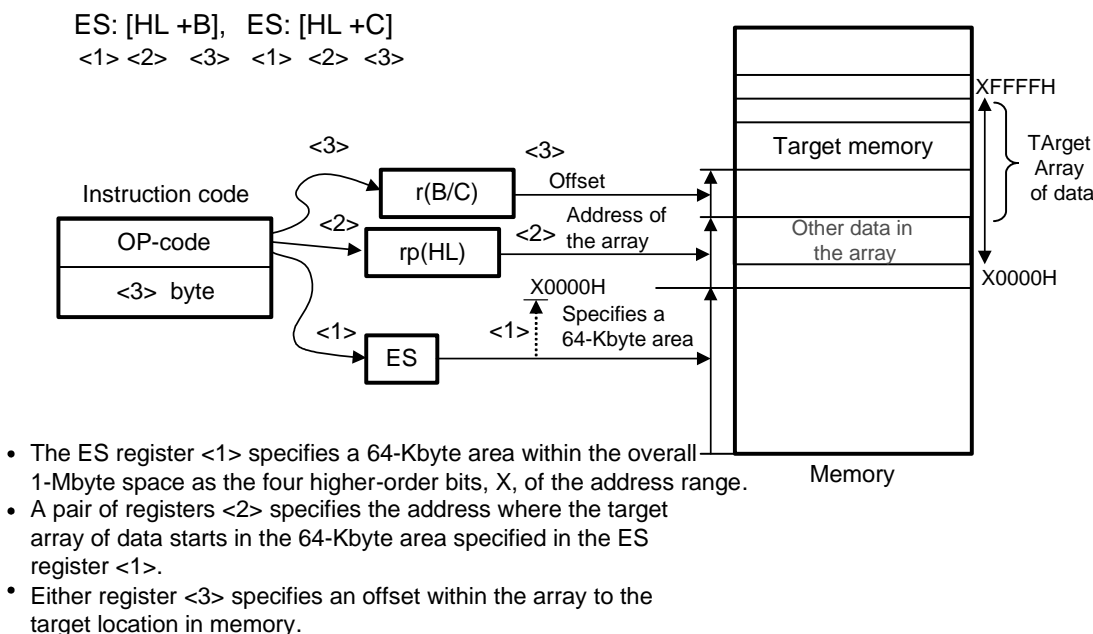 ES: [HL +B],  ES: [HL +C]
<1> <2> <3> <1> <2> <3>
XFFFFH
<3>
<3>
Target memory
TArget
Array
of data
Instruction code
r(B/C)
Offset
OP-code
<2>
rp(HL)
<2>
Address of
the array
Other data in
the array
<3> byte
X0000H
X0000H
<1>
ES
<1>
Specifies a
64-Kbyte area
Memory
• The ES register <1> specifies a 64-Kbyte area within the overall
1-Mbyte space as the four higher-order bits, X, of the address range.
• A pair of registers <2> specifies the address where the target
array of data starts in the 64-Kbyte area specified in the ES
register <1>.
• Either register <3> specifies an offset within the array to the
target location in memory.